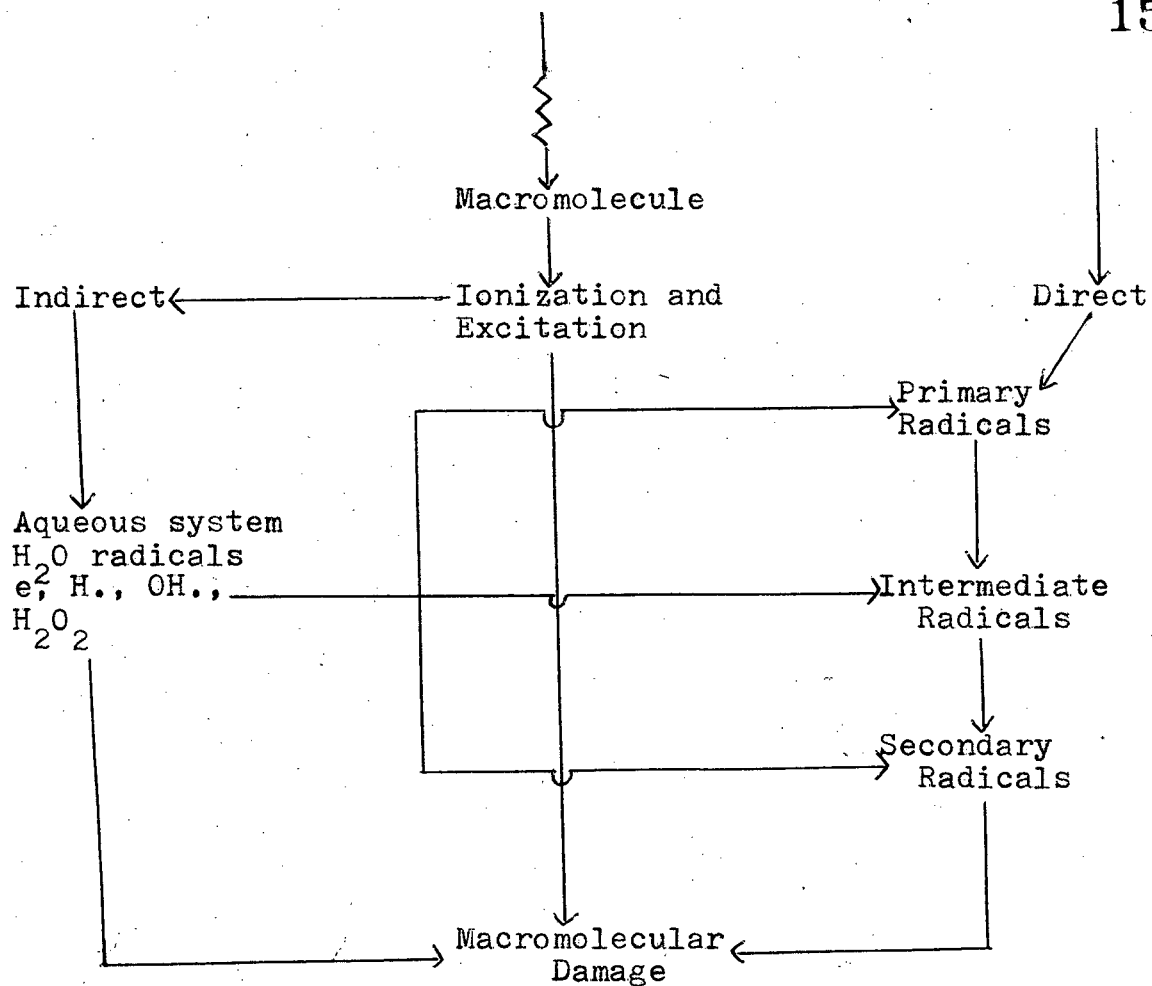 15
Macromolecule
Indirect
Ionization and
Excitation
Direct
Primary
Radicals
Aqueous system
H₂O radicals
e⁻, H., OH.,
H₂O₂
Intermediate
Radicals
Secondary
Radicals
Macromolecular
Damage